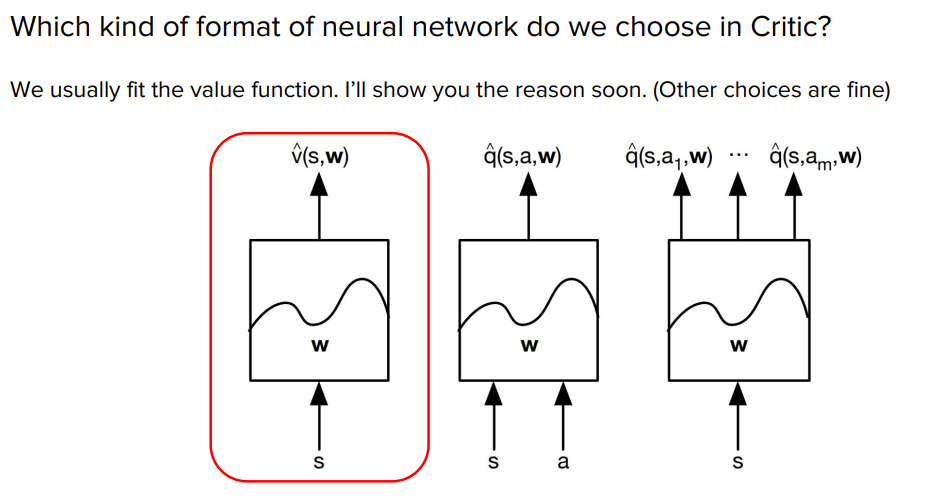 Which kind of format of neural network do we choose in Critic?
We usually fit the value function. I'll show you the reason soon. (Other choices are fine)
v̂(s,w) q̂(s,a,w) q̂(s,a₁,w) ··· q̂(s,aₘ,w)
w w w
s s a s